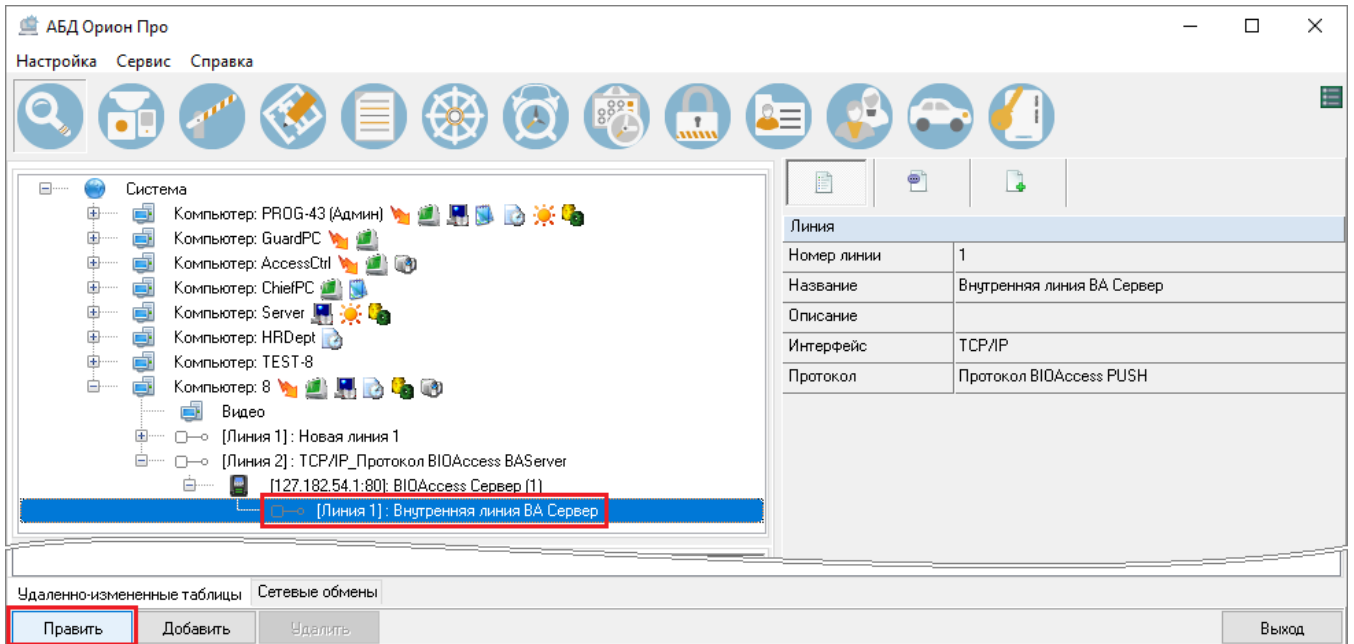 АБД Орион Про
Настройка Сервис Справка
Система
Компьютер: PROG-43 (Админ)
Компьютер: GuardPC
Компьютер: AccessCtrl
Компьютер: ChiefPC
Компьютер: Server
Компьютер: HRDept
Компьютер: TEST-8
Компьютер: 8
Видео
[Линия 1] : Новая линия 1
[Линия 2] : TCP/IP_Протокол BIOAccess BAServer
[127.182.54.1:80]: BIOAccess Сервер (1)
[Линия 1] : Внутренняя линия BA Сервер
Линия
Номер линии 1
Название Внутренняя линия BA Сервер
Описание
Интерфейс TCP/IP
Протокол Протокол BIOAccess PUSH
Удаленно-измененные таблицы Сетевые обмены
Править Добавить Удалить Выход